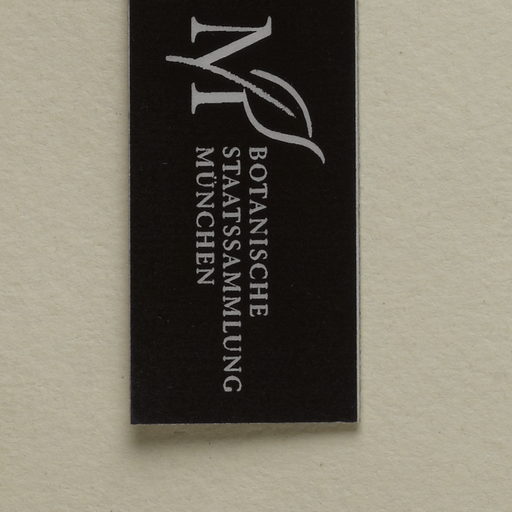 M
BOTANISCHE
STAATSSAMMLUNG
MÜNCHEN